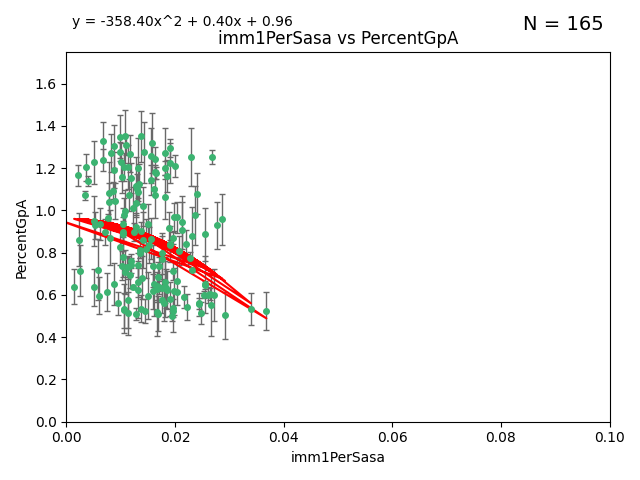 y = -358.40x^2 + 0.40x + 0.96
N = 165
imm1PerSasa vs PercentGpA
PercentGpA
1.6
1.4
1.2
1.0
0.8
0.6
0.4
0.2
0.0
0.00 0.02 0.04 0.06 0.08 0.10
imm1PerSasa